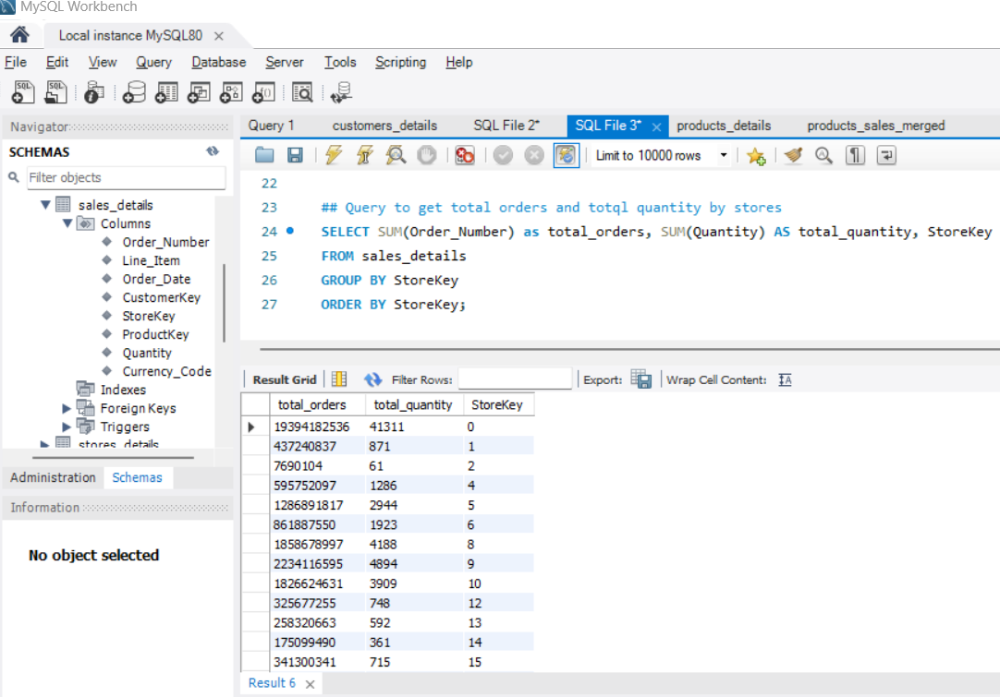 MySQL Workbench
Local instance MySQL80
File Edit View Query Database Server Tools Scripting Help
SQL SQL
Navigator
SCHEMAS
Filter objects
sales_details
Columns
Order_Number
Line_Item
Order_Date
CustomerKey
StoreKey
ProductKey
Quantity
Currency_Code
Indexes
Foreign Keys
Triggers
stores_details
Administration Schemas
Information
No object selected
Query 1 customers_details SQL File 2* SQL File 3* products_details products_sales_merged
Limit to 10000 rows
22
23 ## Query to get total orders and totql quantity by stores
24 SELECT SUM(Order_Number) as total_orders, SUM(Quantity) AS total_quantity, StoreKey
25 FROM sales_details
26 GROUP BY StoreKey
27 ORDER BY StoreKey;
Result Grid Filter Rows: Export: Wrap Cell Content: IA
total_orders total_quantity StoreKey
19394182536 41311 0
437240837 871 1
7690104 61 2
595752097 1286 4
1286891817 2944 5
861887550 1923 6
1858678997 4188 8
2234116595 4894 9
1826624631 3909 10
325677255 748 12
258320663 592 13
175099490 361 14
341300341 715 15
Result 6